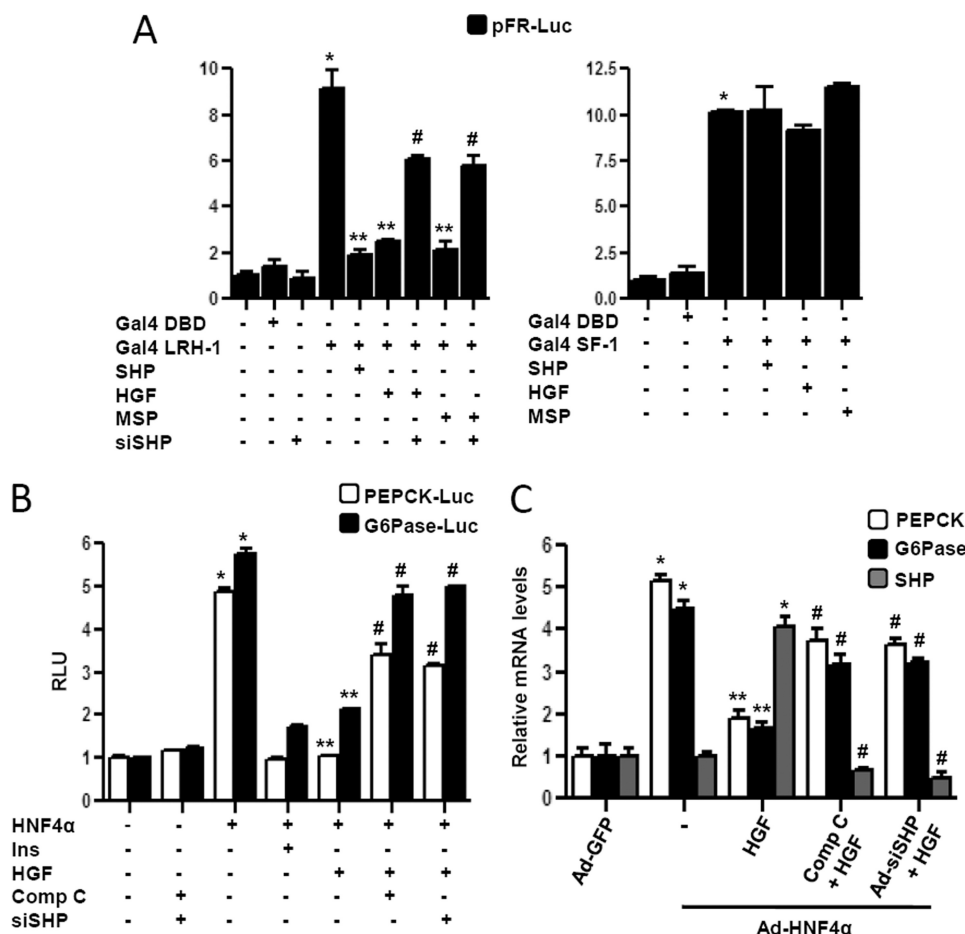 A
pFR-Luc
10
8
6
4
2
0
*
**
**
#
**
#
Gal4 DBD - + - - - - - - -
Gal4 LRH-1 - - - + + + + + +
SHP - - - - + - - - -
HGF - - - - - + + - -
MSP - - - - - - - + +
siSHP - - + - - - + - +
12.5
10.0
7.5
5.0
2.5
0.0
*
Gal4 DBD - + - - - -
Gal4 SF-1 - - + + + +
SHP - - - + - -
HGF - - - - + -
MSP - - - - - +
B
PEPCK-Luc
G6Pase-Luc
RLU
6
5
4
3
2
1
0
* *
** **
# #
# #
HNF4α - - + + + + +
Ins - - - + - - -
HGF - - - - + + +
Comp C - + - - - + -
siSHP - + - - - - +
C
PEPCK
G6Pase
SHP
Relative mRNA levels
6
5
4
3
2
1
0
* *
** ** *
# # #
# # #
Ad-GFP
-
HGF
Comp C
+ HGF
Ad-siSHP
+ HGF
Ad-HNF4α